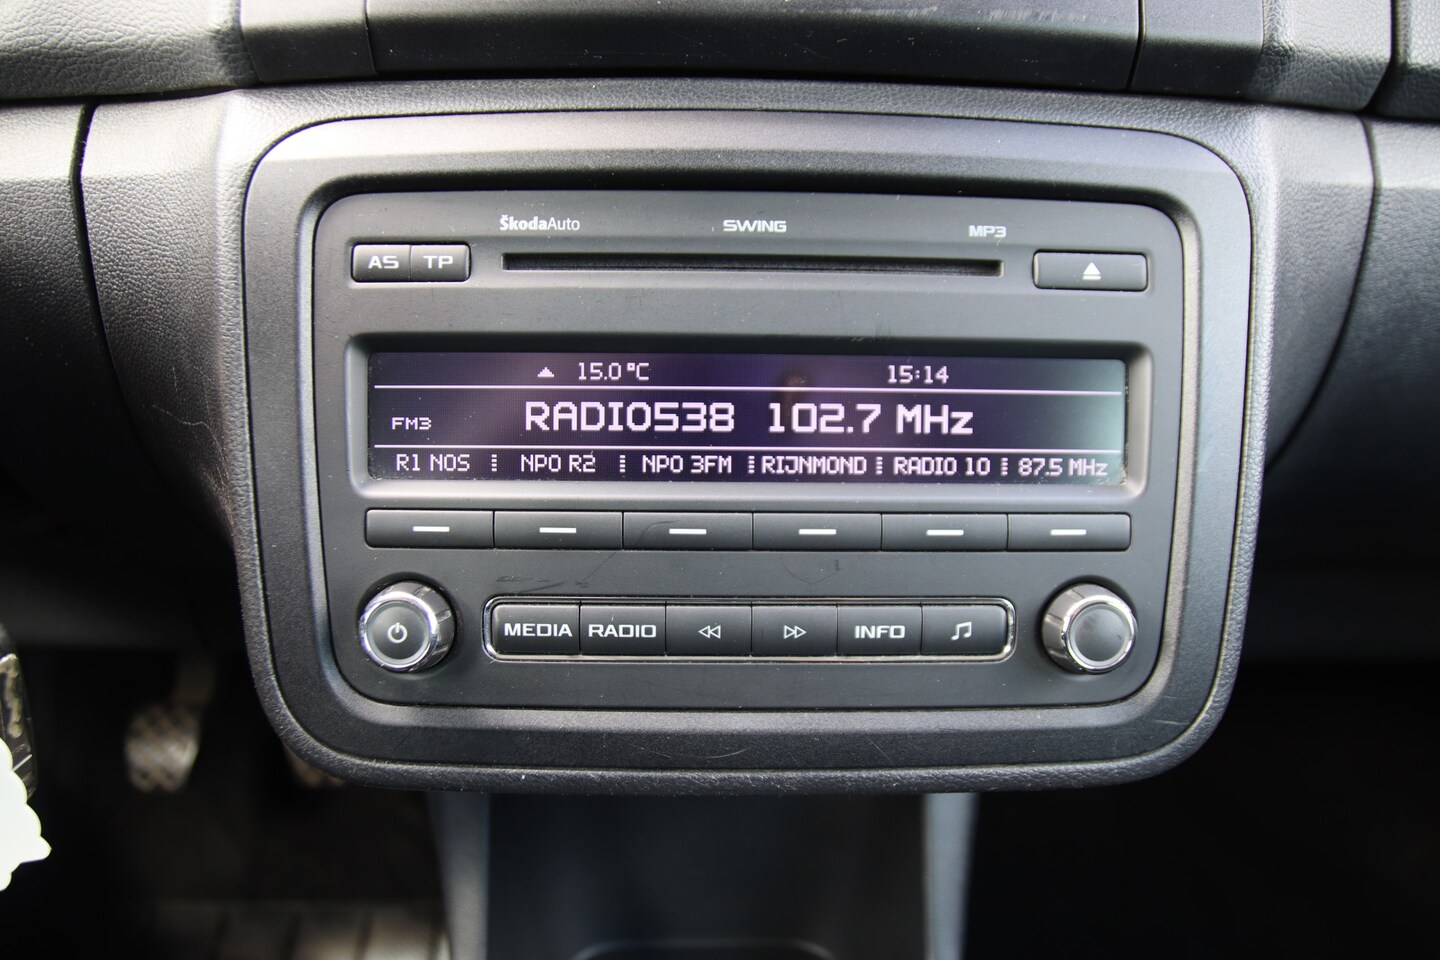 ŠkodaAuto SWING MP3
AS TP
15.0 °C 15:14
FM3 RADIO538 102.7 MHz
R1 NOS NPO R2 NPO 3FM RIJNMOND RADIO 10 87.5 MHz
MEDIA RADIO INFO